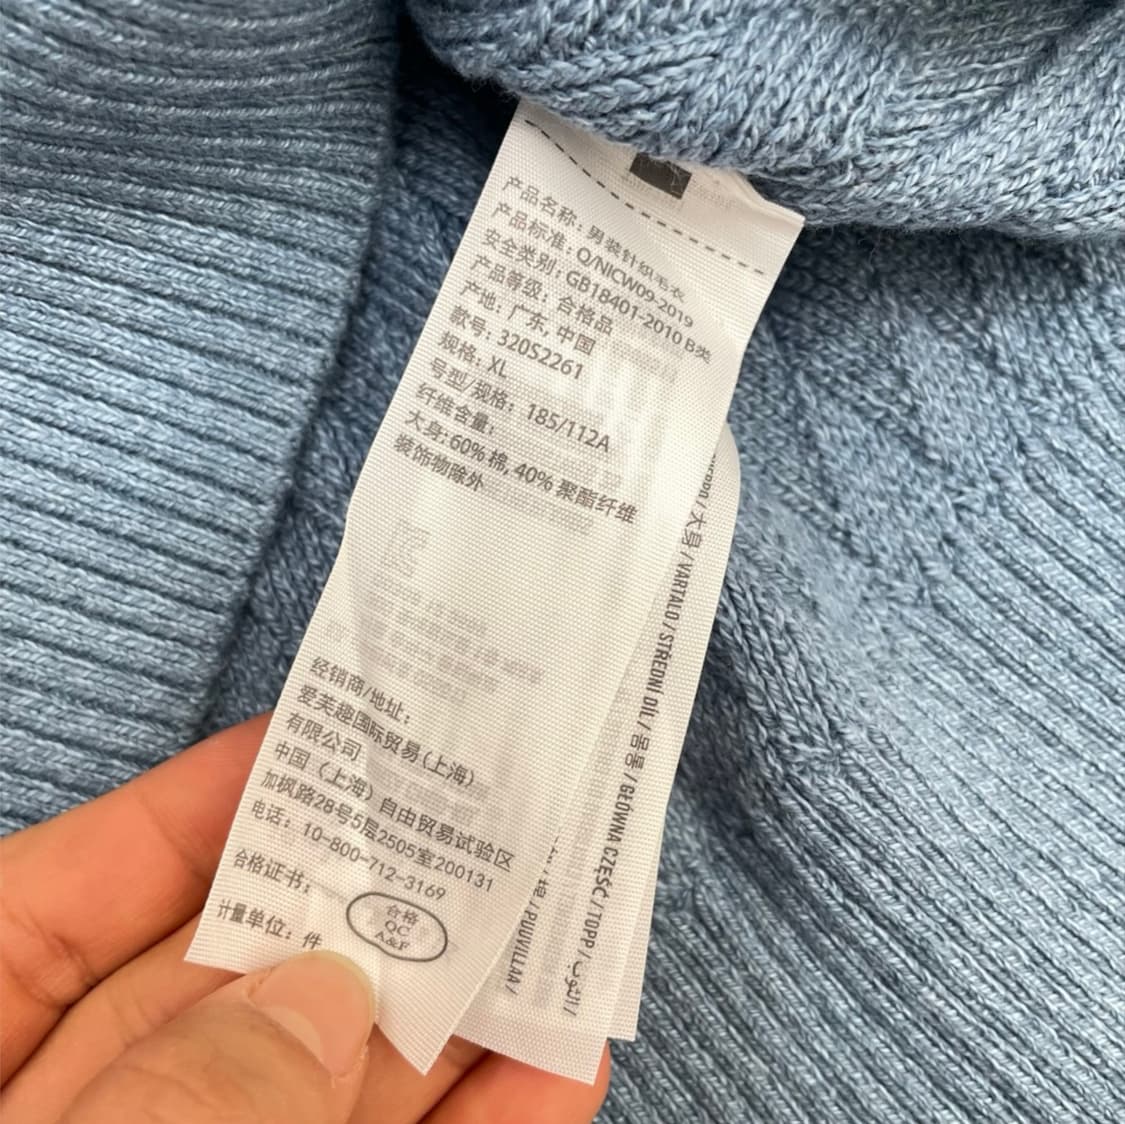 产品名称：男装针织毛衣
产品标准：Q/NICW09-2019
安全类别：GB18401-2010 B类
产品等级：合格品
产地：广东, 中国
款号：320S2261
规格：XL
号型/规格：185/112A
纤维含量：
大身: 60% 棉, 40% 聚酯纤维
装饰物除外
经销商/地址：
爱芙趣国际贸易(上海)
有限公司
中国（上海）自由贸易试验区
加枫路28号5层2505室200131
电话：10-800-712-3169
合格证书：
合格
QC
A&F
计量单位：件
/ 大身 / VARTALO / STŘEDNÍ DÍL / 몸통 / GŁÓWNA CZĘŚĆ / TOPP / الثوب /
/ PUUVILLAA /